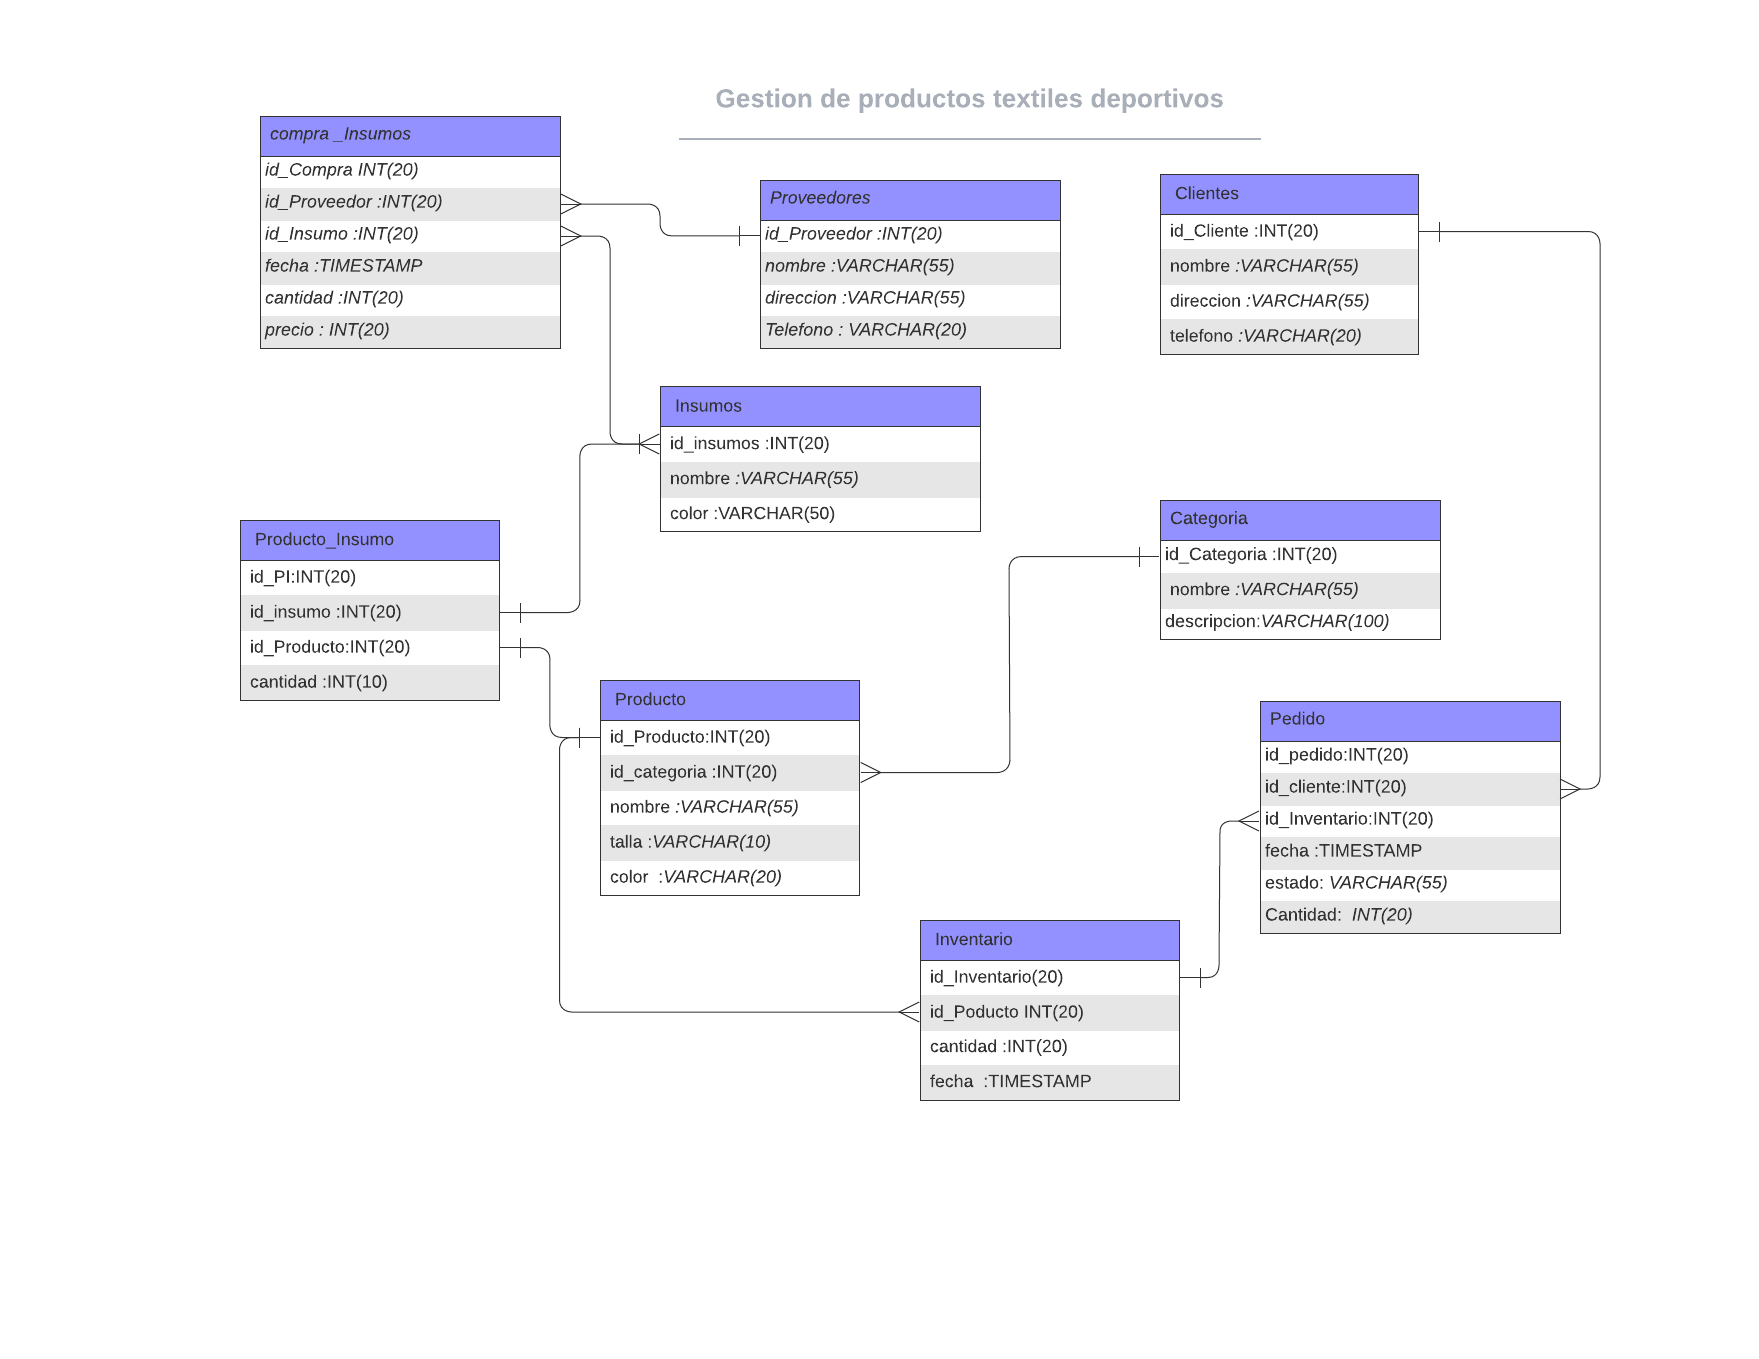 Gestion de productos textiles deportivos
compra _Insumos
id_Compra INT(20)
id_Proveedor :INT(20)
id_Insumo :INT(20)
fecha :TIMESTAMP
cantidad :INT(20)
precio : INT(20)
Proveedores
id_Proveedor :INT(20)
nombre :VARCHAR(55)
direccion :VARCHAR(55)
Telefono : VARCHAR(20)
Clientes
id_Cliente :INT(20)
nombre :VARCHAR(55)
direccion :VARCHAR(55)
telefono :VARCHAR(20)
Insumos
id_insumos :INT(20)
nombre :VARCHAR(55)
color :VARCHAR(50)
Producto_Insumo
id_PI:INT(20)
id_insumo :INT(20)
id_Producto:INT(20)
cantidad :INT(10)
Categoria
id_Categoria :INT(20)
nombre :VARCHAR(55)
descripcion:VARCHAR(100)
Producto
id_Producto:INT(20)
id_categoria :INT(20)
nombre :VARCHAR(55)
talla :VARCHAR(10)
color  :VARCHAR(20)
Pedido
id_pedido:INT(20)
id_cliente:INT(20)
id_Inventario:INT(20)
fecha :TIMESTAMP
estado: VARCHAR(55)
Cantidad:  INT(20)
Inventario
id_Inventario(20)
id_Poducto INT(20)
cantidad :INT(20)
fecha  :TIMESTAMP